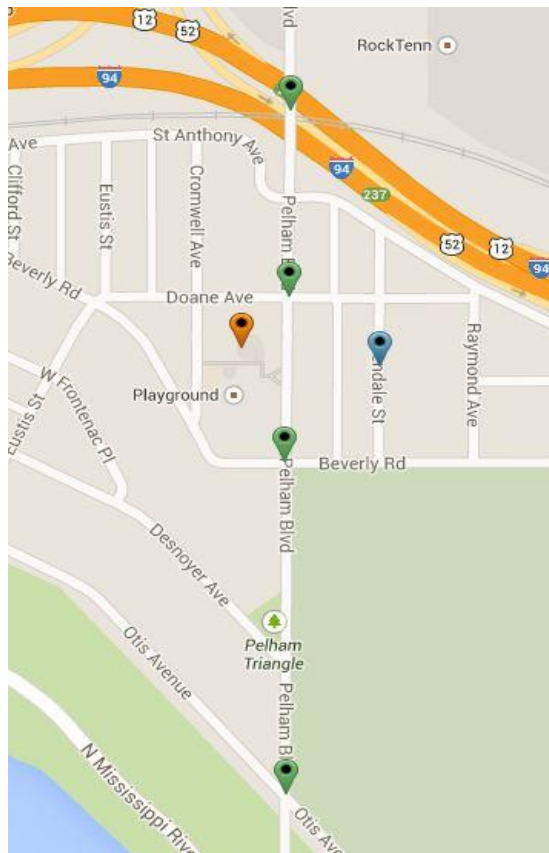 12
52
Blvd
RockTenn
94
St Anthony Ave
Ave
94
237
Clifford St
Eustis St
Cromwell Ave
Pelham
52
12
94
Beverly Rd
Doane Ave
Raymond Ave
ndale St
Playground
W Frontenac Pl
Eustis St
Beverly Rd
Pelham Blvd
Desnoyer Ave
Otis Avenue
Pelham
Triangle
Pelham
N Mississippi River
Otis Ave